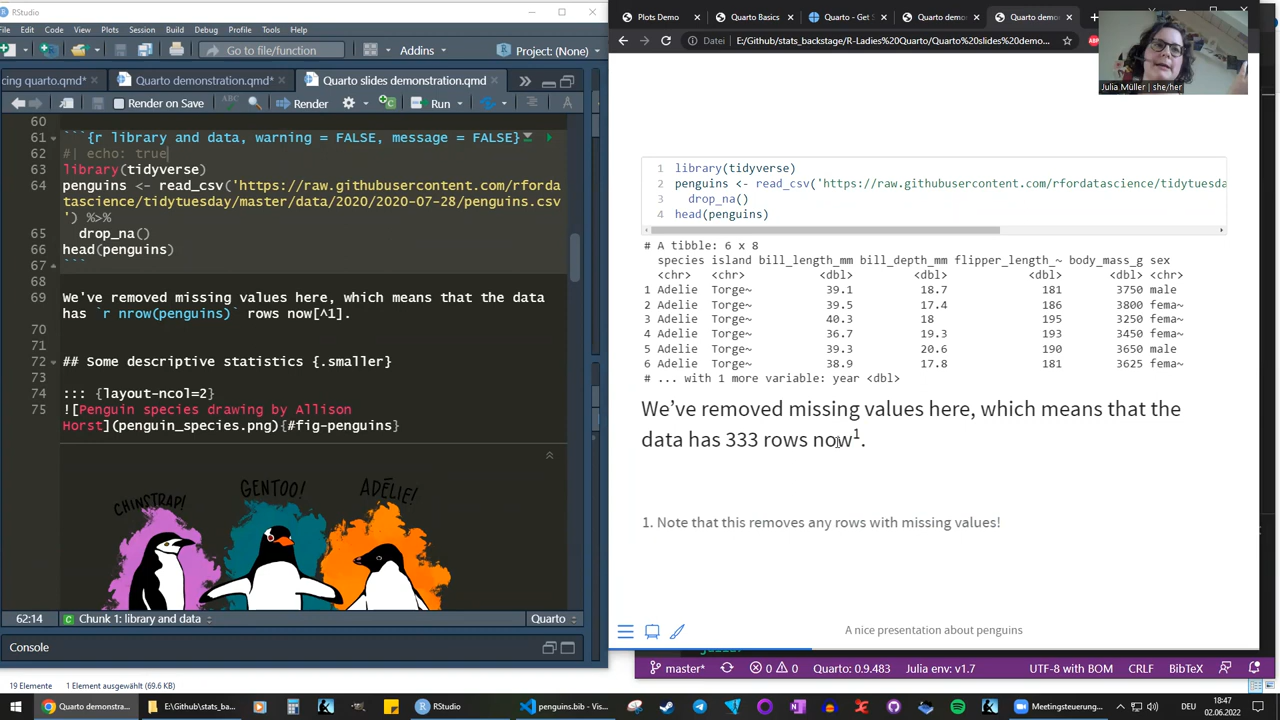 RStudio
File Edit Code View Plots Session Build Debug Profile Tools Help
Go to file/function
Addins
Project: (None)
cing quarto.qmd*
Quarto demonstration.qmd*
Quarto slides demonstration.qmd
Render on Save
Render
Run
60
61 ```{r library and data, warning = FALSE, message = FALSE}
62 #| echo: true
63 library(tidyverse)
64 penguins <- read_csv('https://raw.githubusercontent.com/rforda
tascience/tidytuesday/master/data/2020/2020-07-28/penguins.csv
') %>%
65 drop_na()
66 head(penguins)
67 ```
68
69 We've removed missing values here, which means that the data
has `r nrow(penguins)` rows now[^1].
70
71
72 ## Some descriptive statistics {.smaller}
73
74 ::: {layout-ncol=2}
75 ![Penguin species drawing by Allison
Horst](penguin_species.png){#fig-penguins}
CHINSTRAP!
GENTOO!
ADÉLIE!
62:14 Chunk 1: library and data Quarto
Console
19 Elemente 1 Element ausgewählt (69.6 KB)
Plots Demo
Quarto Basics
Quarto - Get S
Quarto demo
Quarto demo
Datei E:/Github/stats_backstage/R-Ladies%20Quarto/Quarto%20slides%20demo...
Julia Müller | she/her
1 library(tidyverse)
2 penguins <- read_csv('https://raw.githubusercontent.com/rfordatascience/tidytuesda
3 drop_na()
4 head(penguins)
# A tibble: 6 x 8
species island bill_length_mm bill_depth_mm flipper_length_~ body_mass_g sex
<chr> <chr> <dbl> <dbl> <dbl> <dbl> <chr>
1 Adelie Torge~ 39.1 18.7 181 3750 male
2 Adelie Torge~ 39.5 17.4 186 3800 fema~
3 Adelie Torge~ 40.3 18 195 3250 fema~
4 Adelie Torge~ 36.7 19.3 193 3450 fema~
5 Adelie Torge~ 39.3 20.6 190 3650 male
6 Adelie Torge~ 38.9 17.8 181 3625 fema~
# ... with 1 more variable: year <dbl>
We've removed missing values here, which means that the
data has 333 rows now1.
1. Note that this removes any rows with missing values!
A nice presentation about penguins
master* 0 0 Quarto: 0.9.483 Julia env: v1.7 UTF-8 with BOM CRLF BibTeX
Quarto demonstra...
E:\Github\stats_ba...
RStudio
penguins.bib - Vis...
Meetingsteuerung...
DEU
18:47
02.06.2022